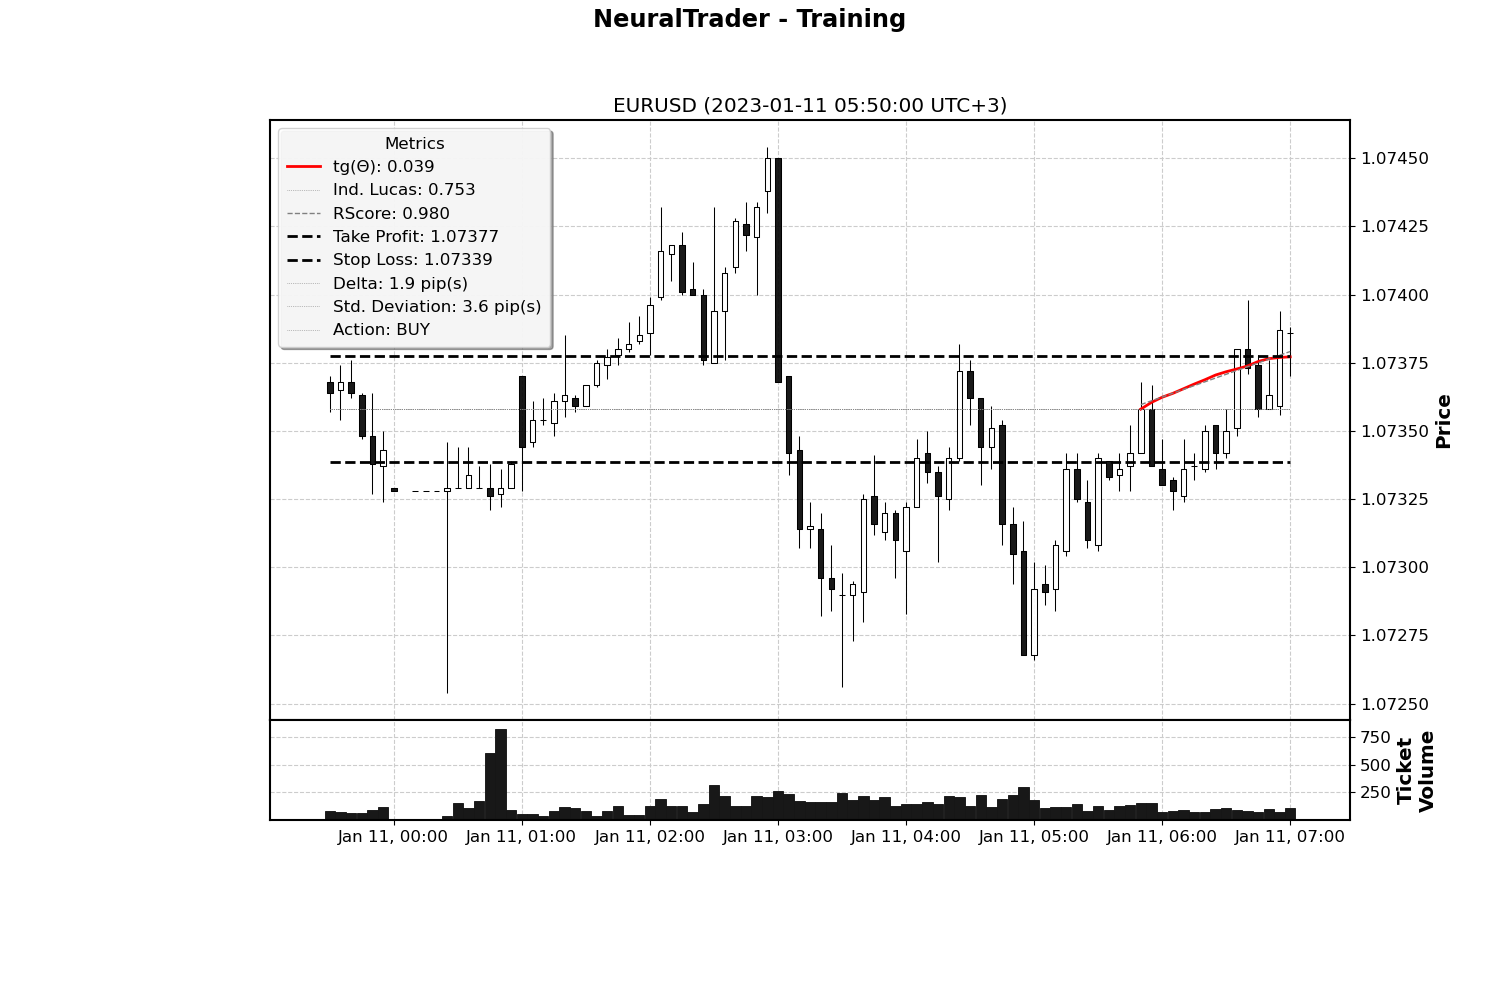 NeuralTrader - Training
EURUSD (2023-01-11 05:50:00 UTC+3)
Metrics
tg(Θ): 0.039
Ind. Lucas: 0.753
RScore: 0.980
Take Profit: 1.07377
Stop Loss: 1.07339
Delta: 1.9 pip(s)
Std. Deviation: 3.6 pip(s)
Action: BUY
1.07450
1.07425
1.07400
1.07375
1.07350
1.07325
1.07300
1.07275
1.07250
Price
750
500
250
Ticket
Volume
Jan 11, 00:00 Jan 11, 01:00 Jan 11, 02:00 Jan 11, 03:00 Jan 11, 04:00 Jan 11, 05:00 Jan 11, 06:00 Jan 11, 07:00